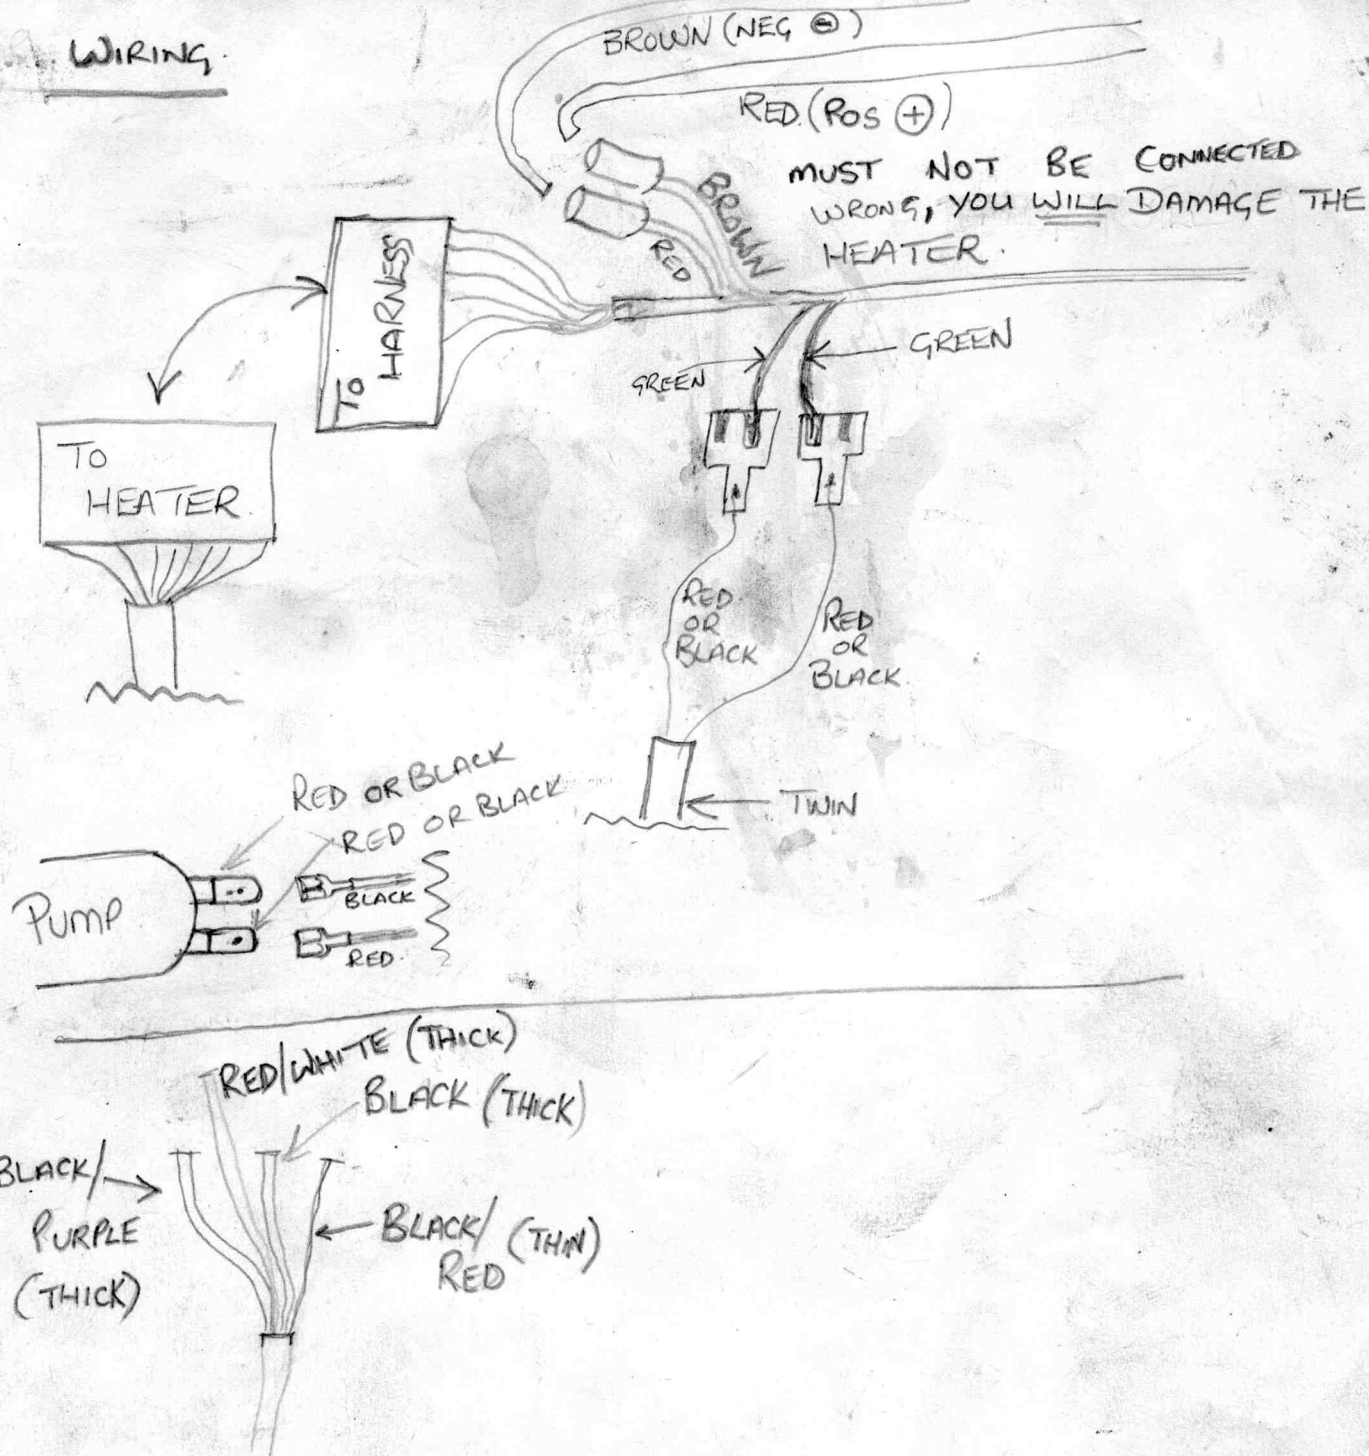 WIRING.
BROWN (NEG ⊖)
RED. (POS ⊕)
MUST NOT BE CONNECTED
WRONG, YOU WILL DAMAGE THE
HEATER.
BROWN
RED
TO
HARNESS
GREEN
GREEN
TO
HEATER.
RED
OR
BLACK
RED
OR
BLACK.
TWIN
RED OR BLACK
RED OR BLACK
PUMP
BLACK
RED.
RED/WHITE (THICK)
BLACK (THICK)
BLACK/
PURPLE
(THICK)
BLACK/ (THIN)
RED